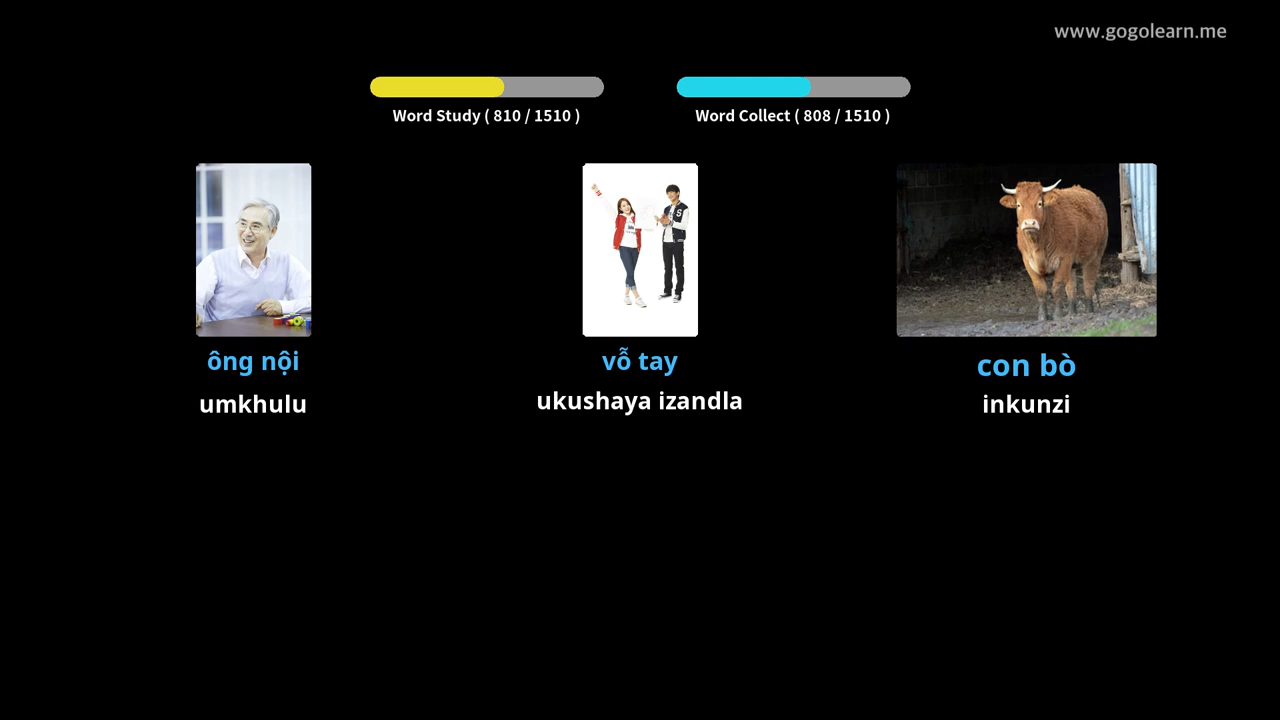 www.gogolearn.me
Word Study ( 810 / 1510 )
Word Collect ( 808 / 1510 )
ông nội
umkhulu
vỗ tay
ukushaya izandla
con bò
inkunzi